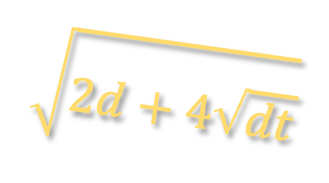 √(2d + 4√(dt))